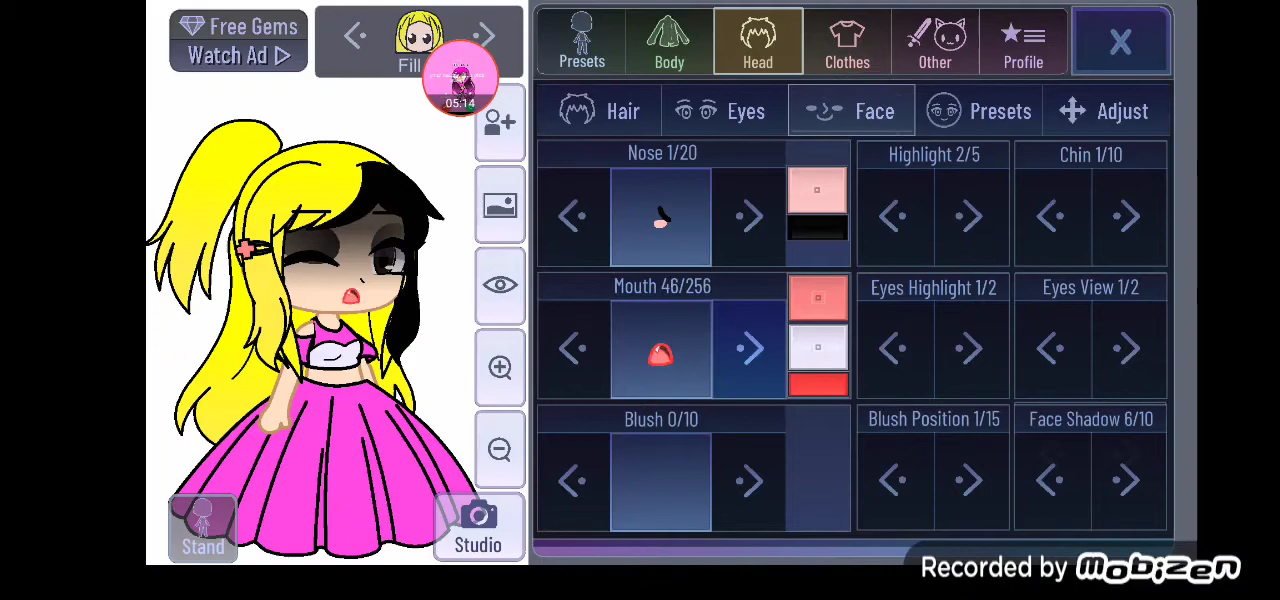 Free Gems
Watch Ad
Fill
05:14
Presets
Body
Head
Clothes
Other
Profile
X
Hair
Eyes
Face
Presets
Adjust
Nose 1/20
Highlight 2/5
Chin 1/10
Mouth 46/256
Eyes Highlight 1/2
Eyes View 1/2
Blush 0/10
Blush Position 1/15
Face Shadow 6/10
Stand
Studio
Recorded by mobizen